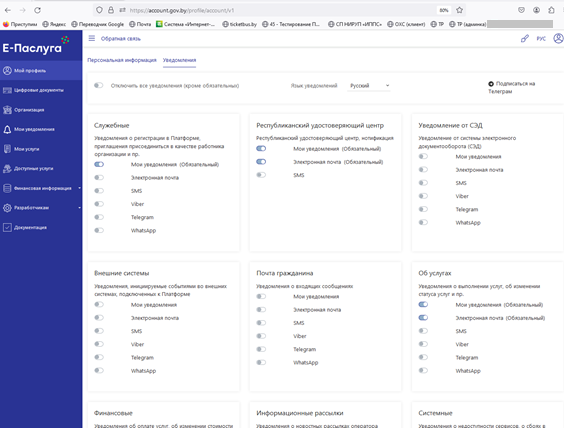 https://account.gov.by/profile/account/v1
80%
Приступим Яндекс Переводчик Google Почта Система «Интернет-... ticketbus.by 45 - Тестирование П... СП НИРУП «ИППС» ОХС (клиент) ТР ТР (админка)
Е-Паслуга
Обратная связь
РУС
Мой профиль
Цифровые документы
Организация
Мои уведомления
Мои услуги
Доступные услуги
Финансовая информация
Разработчикам
Документация
Персональная информация Уведомления
Отключить все уведомления (кроме обязательных)
Язык уведомлений Русский
Подписаться на
Телеграм
Служебные
Уведомления о регистрации в Платформе,
приглашения присоединиться в качестве работника
организации и пр.
Мои уведомления (Обязательный)
Электронная почта
SMS
Viber
Telegram
WhatsApp
Республиканский удостоверяющий центр
Республиканский удостоверяющий центр, нотификация
Мои уведомления (Обязательный)
Электронная почта (Обязательный)
SMS
Уведомление от СЭД
Уведомление от системы электронного
документооборота (СЭД)
Мои уведомления
Электронная почта
SMS
Viber
Telegram
WhatsApp
Внешние системы
Уведомления, инициируемые событиями во внешних
системах, подключенных к Платформе
Мои уведомления
Электронная почта
SMS
Viber
Telegram
WhatsApp
Почта гражданина
Уведомления о входящих сообщениях
Мои уведомления
Электронная почта
SMS
Viber
Telegram
WhatsApp
Об услугах
Уведомления о выполнении услуг, об изменении
статуса услуг и пр.
Мои уведомления (Обязательный)
Электронная почта (Обязательный)
SMS
Viber
Telegram
WhatsApp
Финансовые
Уведомления об оплате услуг, об изменении стоимости
Информационные рассылки
Уведомления о новостных рассылках оператора
Системные
Уведомления о недоступности сервисов, о сбоях в